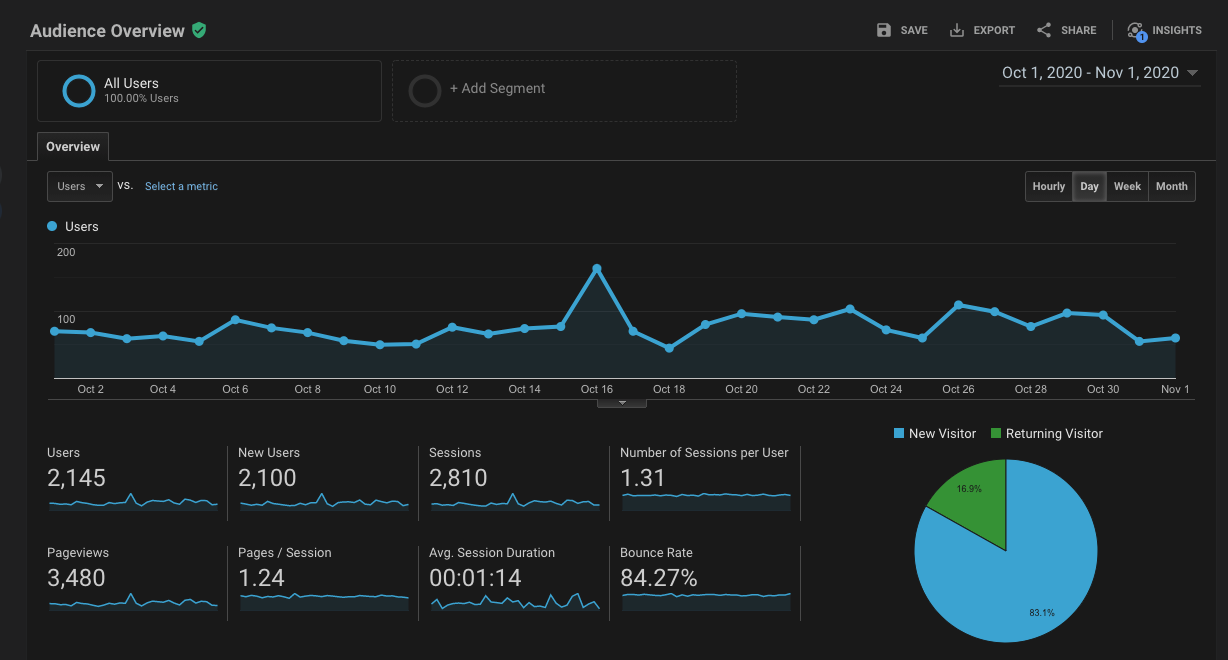 Audience Overview
SAVE EXPORT SHARE 1 INSIGHTS
All Users
100.00% Users
+ Add Segment
Oct 1, 2020 - Nov 1, 2020
Overview
Users vs. Select a metric
Hourly Day Week Month
Users
200
100
Oct 2 Oct 4 Oct 6 Oct 8 Oct 10 Oct 12 Oct 14 Oct 16 Oct 18 Oct 20 Oct 22 Oct 24 Oct 26 Oct 28 Oct 30 Nov 1
Users
2,145
New Users
2,100
Sessions
2,810
Number of Sessions per User
1.31
Pageviews
3,480
Pages / Session
1.24
Avg. Session Duration
00:01:14
Bounce Rate
84.27%
New Visitor Returning Visitor
16.9%
83.1%